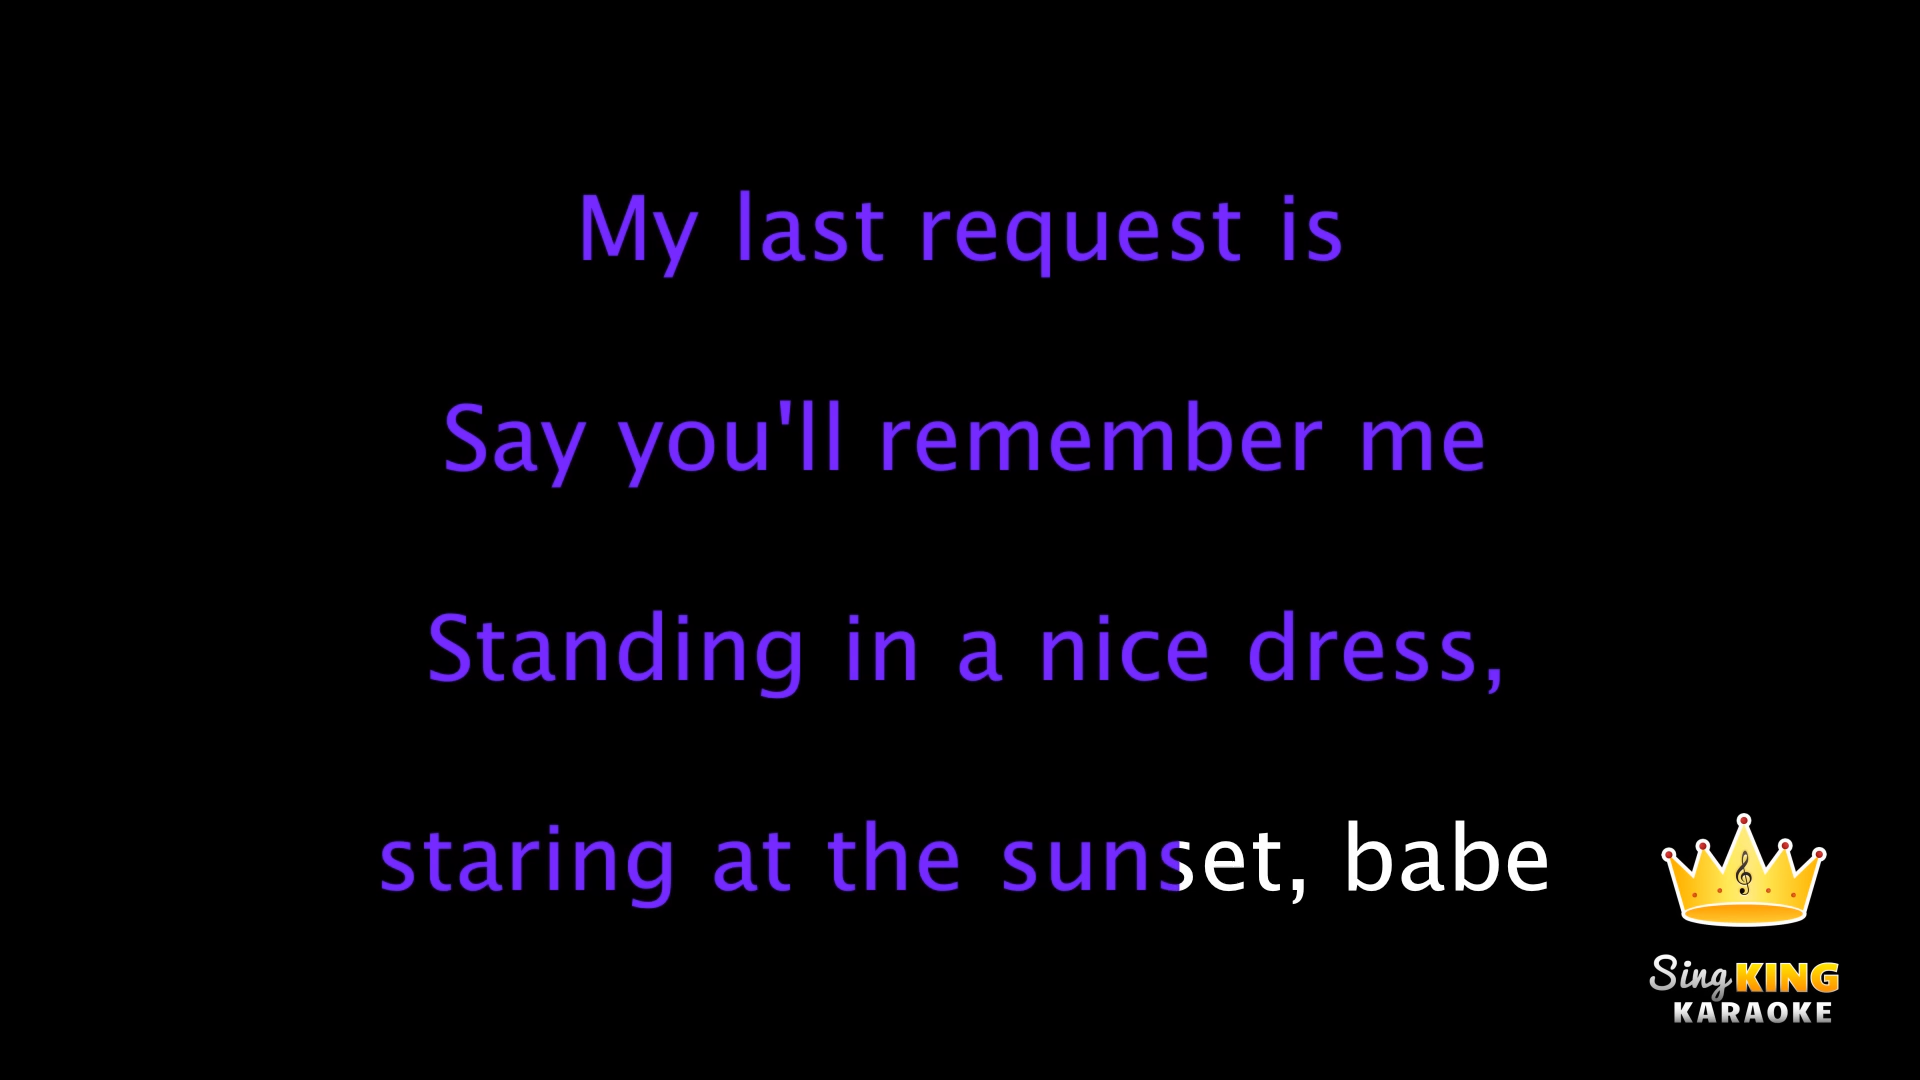 My last request is
Say you'll remember me
Standing in a nice dress,
staring at the sunset, babe
Sing KING
KARAOKE